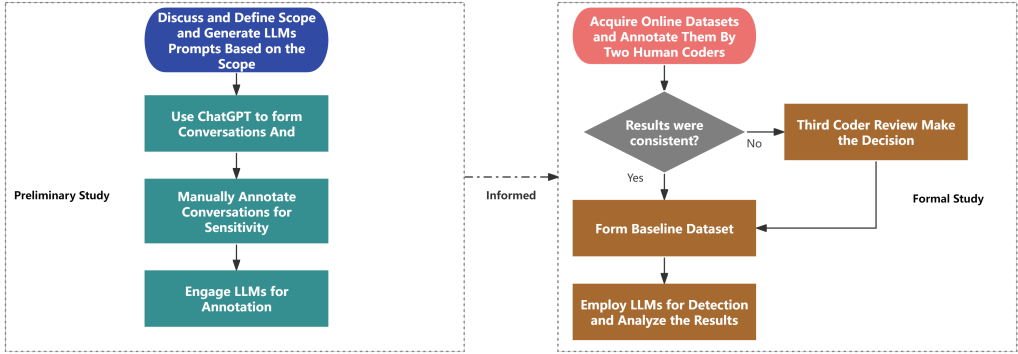 Discuss and Define Scope
and Generate LLMs
Prompts Based on the
Scope
Use ChatGPT to form
Conversations And
Manually Annotate
Conversations for
Sensitivity
Engage LLMs for
Annotation
Preliminary Study
Informed
Acquire Online Datasets
and Annotate Them By
Two Human Coders
Results were
consistent?
No
Third Coder Review Make
the Decision
Yes
Form Baseline Dataset
Employ LLMs for Detection
and Analyze the Results
Formal Study